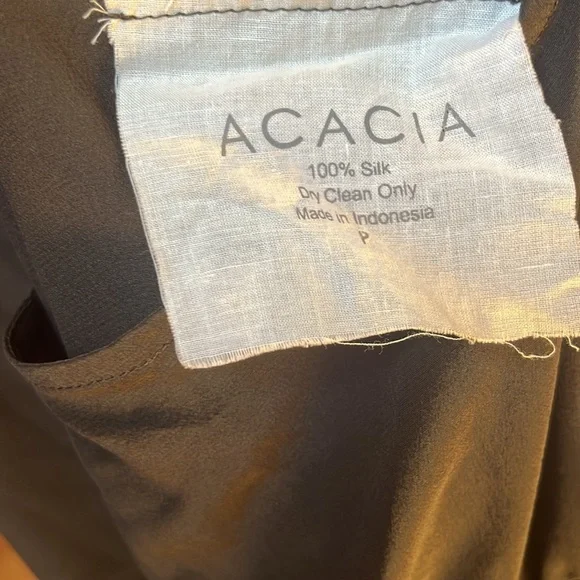 ACACIA
100% Silk
Dry Clean Only
Made in Indonesia
P